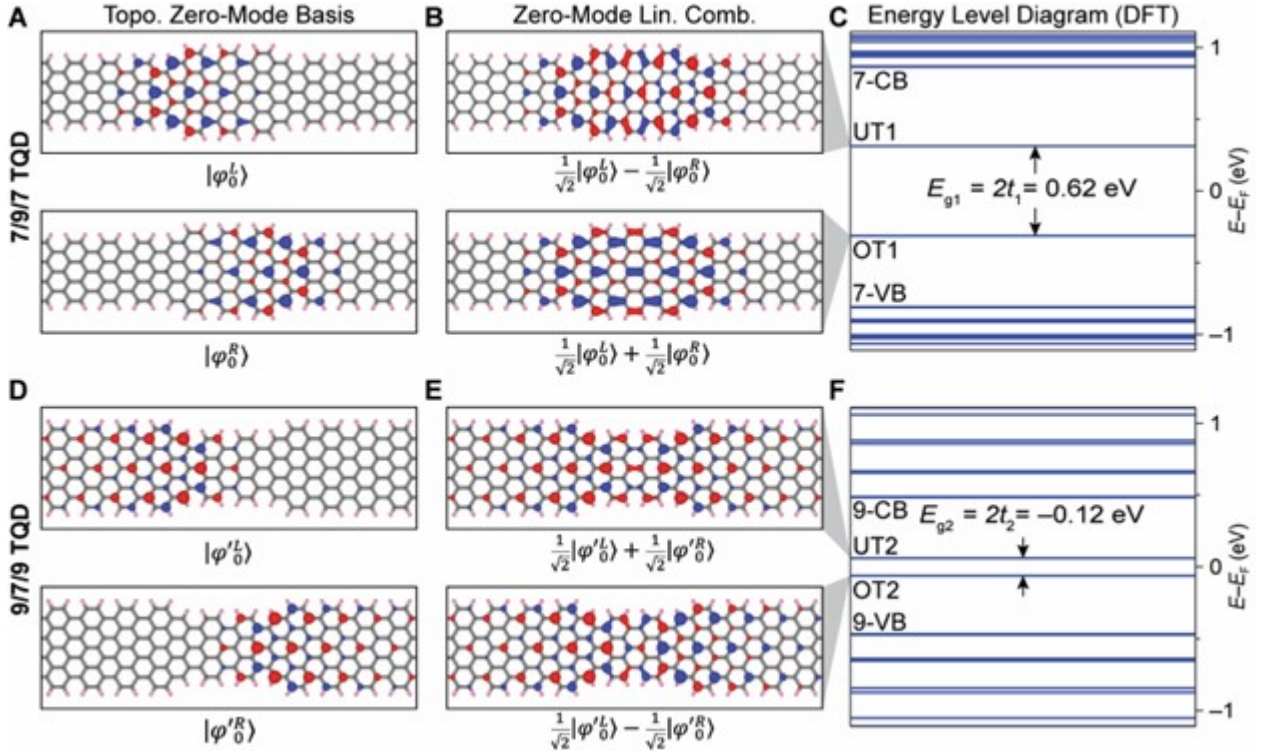 A Topo. Zero-Mode Basis
B Zero-Mode Lin. Comb.
C Energy Level Diagram (DFT)
7/9/7 TQD
|φ₀ᴸ⟩
1/√2|φ₀ᴸ⟩ − 1/√2|φ₀ᴿ⟩
|φ₀ᴿ⟩
1/√2|φ₀ᴸ⟩ + 1/√2|φ₀ᴿ⟩
7-CB
UT1
E_g1 = 2t₁= 0.62 eV
OT1
7-VB
1
0
–1
E–E_F (eV)
D
E
F
9/7/9 TQD
|φ′₀ᴸ⟩
1/√2|φ′₀ᴸ⟩ + 1/√2|φ′₀ᴿ⟩
|φ′₀ᴿ⟩
1/√2|φ′₀ᴸ⟩ − 1/√2|φ′₀ᴿ⟩
9-CB E_g2 = 2t₂= –0.12 eV
UT2
OT2
9-VB
1
0
–1
E–E_F (eV)